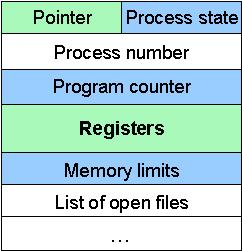 Pointer Process state
Process number
Program counter
Registers
Memory limits
List of open files
...